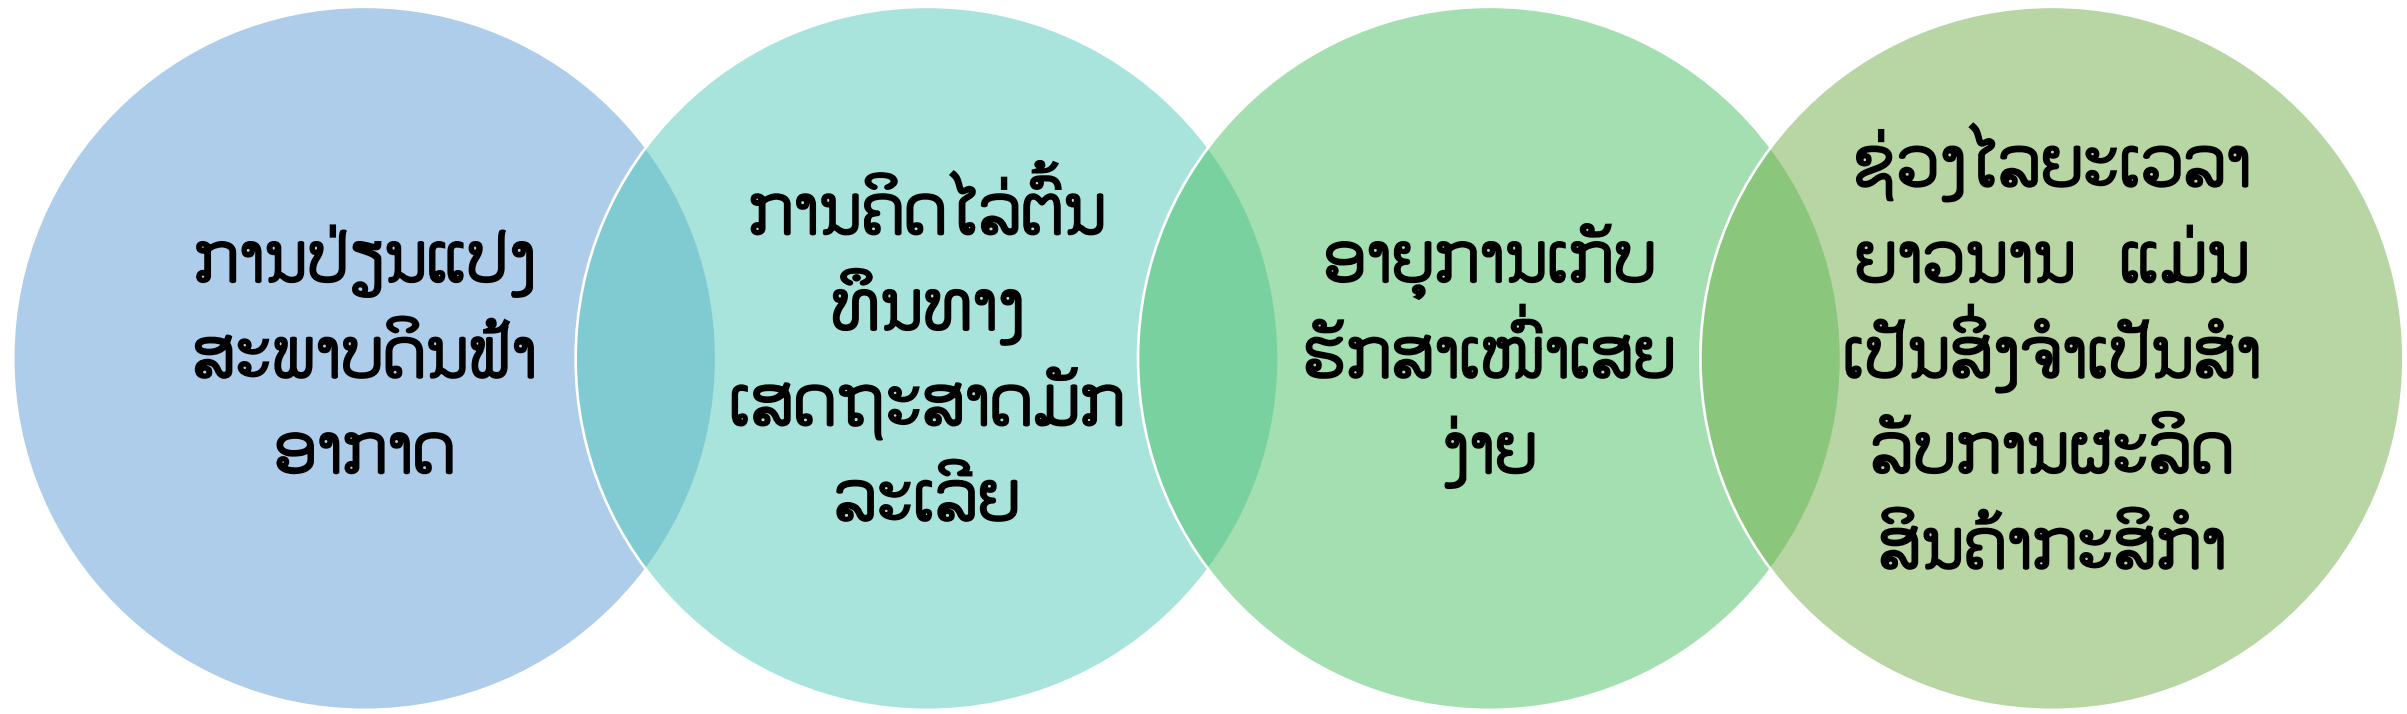 ການປ່ຽນແປງ
ສະພາບດິນຟ້າ
ອາກາດ
ການຄິດໄລ່ຕົ້ນ
ທຶນທາງ
ເສດຖະສາດມັກ
ລະເລີຍ
ອາຍຸການເກັບ
ຮັກສາເໜົ່າເສຍ
ງ່າຍ
ຊ່ວງໄລຍະເວລາ
ຍາວນານ ແມ່ນ
ເປັນສິ່ງຈຳເປັນສຳ
ລັບການຜະລິດ
ສິນຄ້າກະສິກຳ